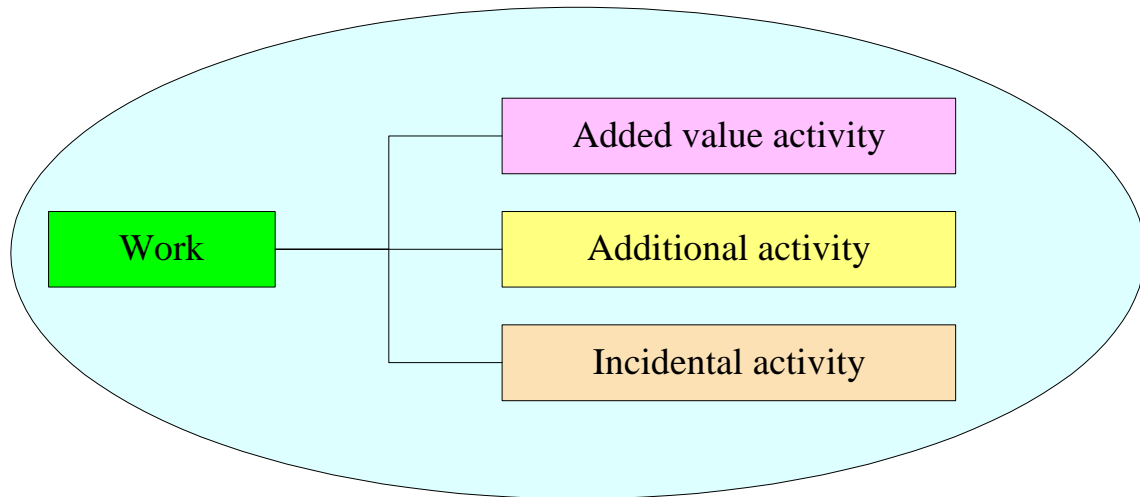 Added value activity
Work
Additional activity
Incidental activity